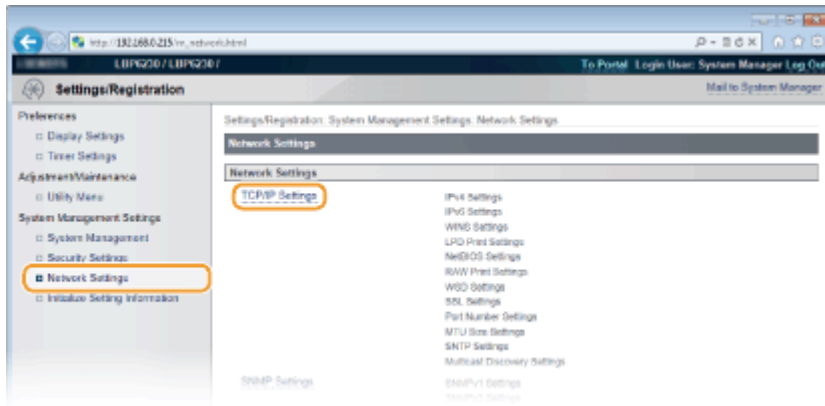 http://192.168.0.215/m_network.html
LBP6230 / LBP6230 /
To Portal Login User: System Manager Log Out
Settings/Registration
Mail to System Manager
Preferences
Display Settings
Timer Settings
Adjustment/Maintenance
Utility Menu
System Management Settings
System Management
Security Settings
Network Settings
Initialize Setting Information
Settings/Registration: System Management Settings: Network Settings
Network Settings
Network Settings
TCP/IP Settings
IPv4 Settings
IPv6 Settings
WINS Settings
LPD Print Settings
NetBIOS Settings
RAW Print Settings
WSD Settings
SSL Settings
Port Number Settings
MTU Size Settings
SNTP Settings
Multicast Discovery Settings
SNMP Settings
SNMPv1 Settings
SNMPv3 Settings